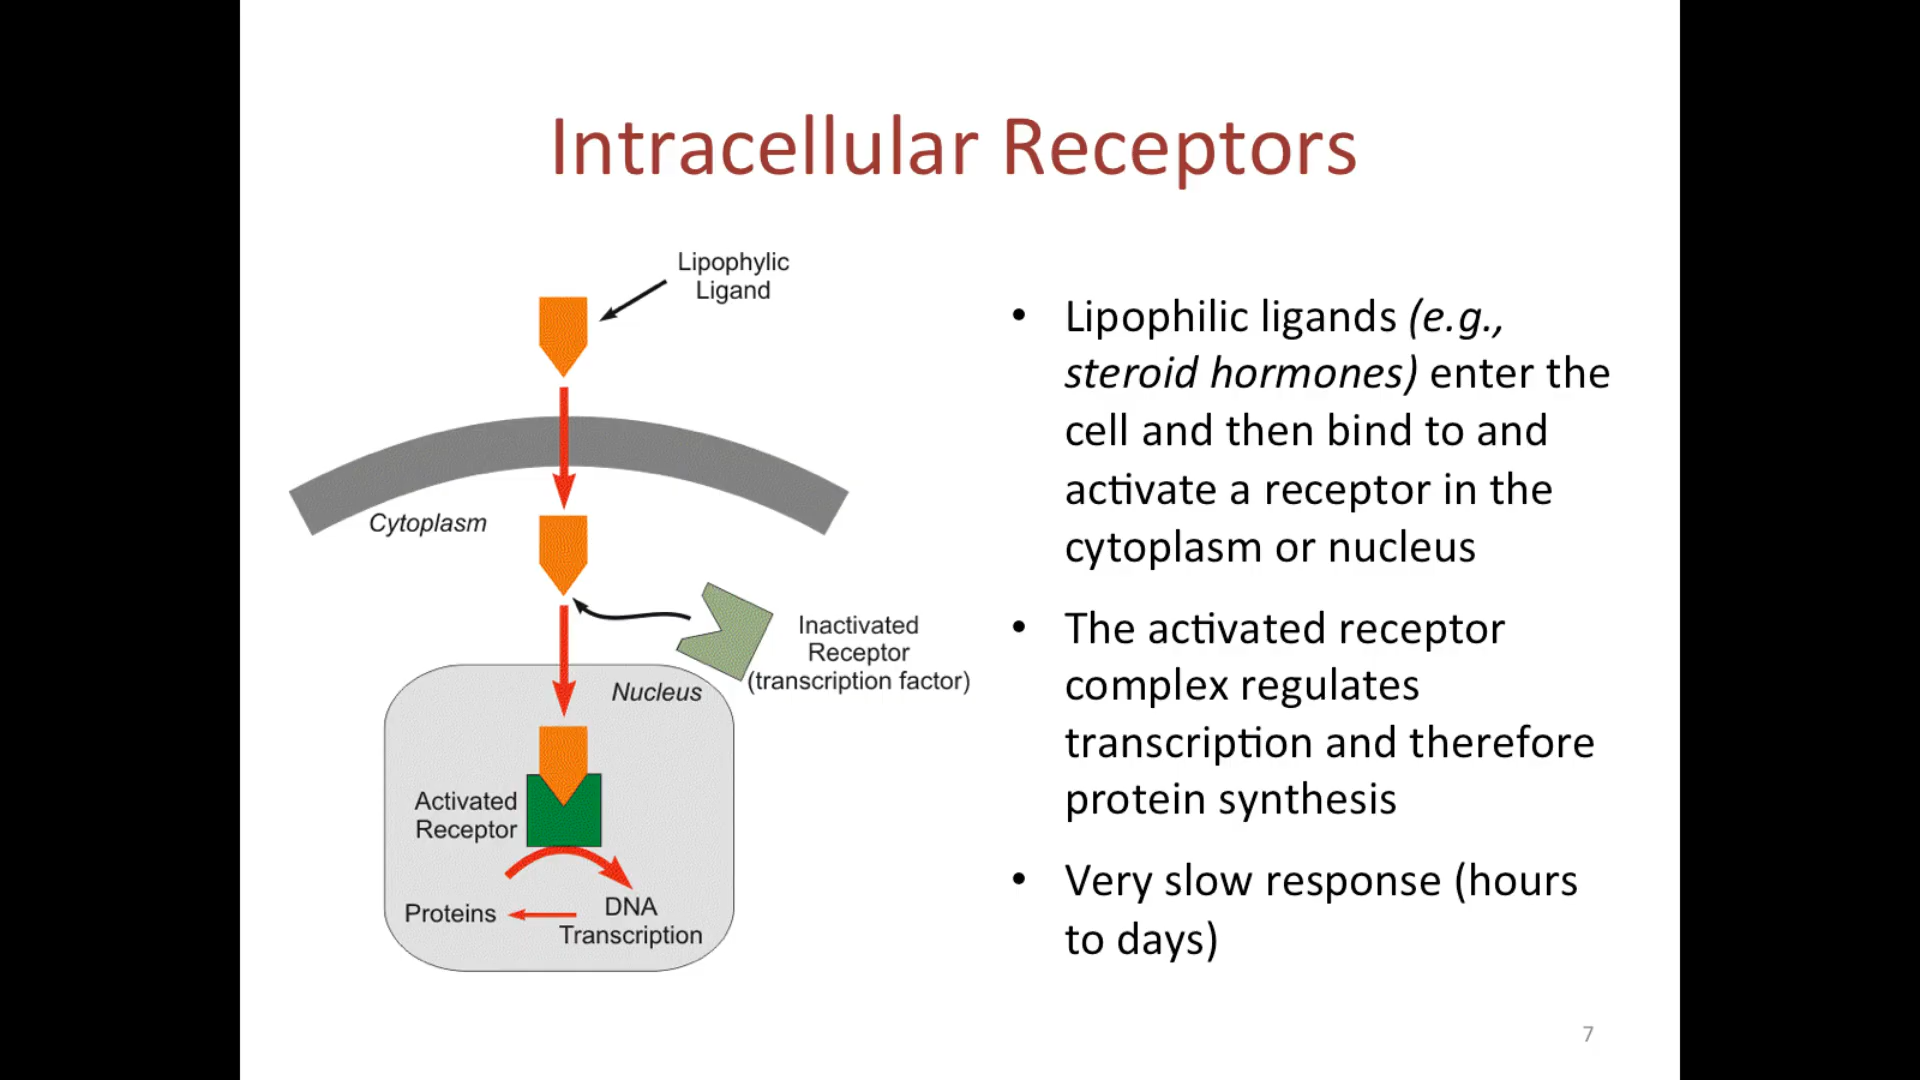 Intracellular Receptors
Lipophylic
Ligand
Cytoplasm
Inactivated
Receptor
(transcription factor)
Nucleus
Activated
Receptor
Proteins
DNA
Transcription
• Lipophilic ligands (e.g.,
steroid hormones) enter the
cell and then bind to and
activate a receptor in the
cytoplasm or nucleus
• The activated receptor
complex regulates
transcription and therefore
protein synthesis
• Very slow response (hours
to days)
7